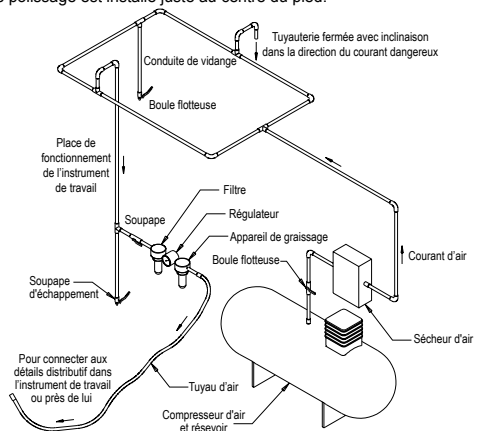 polissage est installé juste au centre du pied.
Tuyauterie fermée avec inclinaison
dans la direction du courant dangereux
Conduite de vidange
Boule flotteuse
Place de
fonctionnement
de l'instrument
de travail
Filtre
Soupape
Régulateur
Appareil de graissage
Boule flotteuse
Courant d'air
Soupape
d'échappement
Sécheur d'air
Pour connecter aux
détails distributif dans
l'instrument de travail
ou près de lui
Tuyau d'air
Compresseur d'air
et résevoir